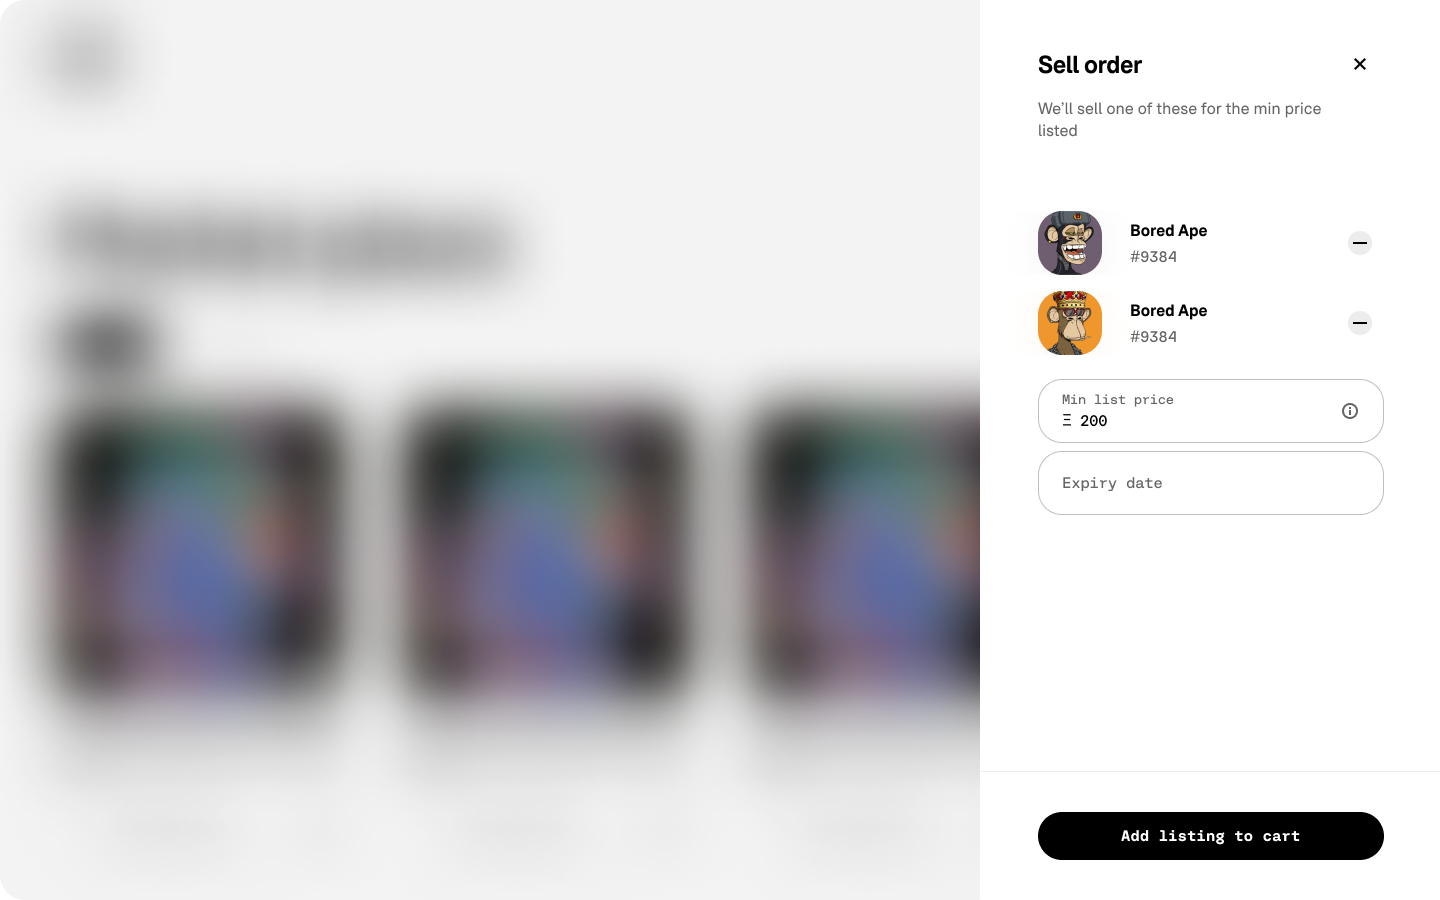 Sell order
We'll sell one of these for the min price
listed
Bored Ape
#9384
Bored Ape
#9384
Min list price
Ξ 200
Expiry date
Add listing to cart